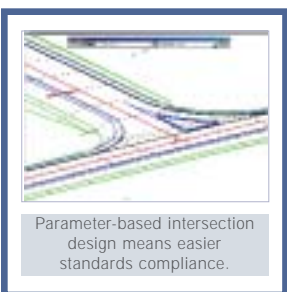 Parameter-based intersection
design means easier
standards compliance.